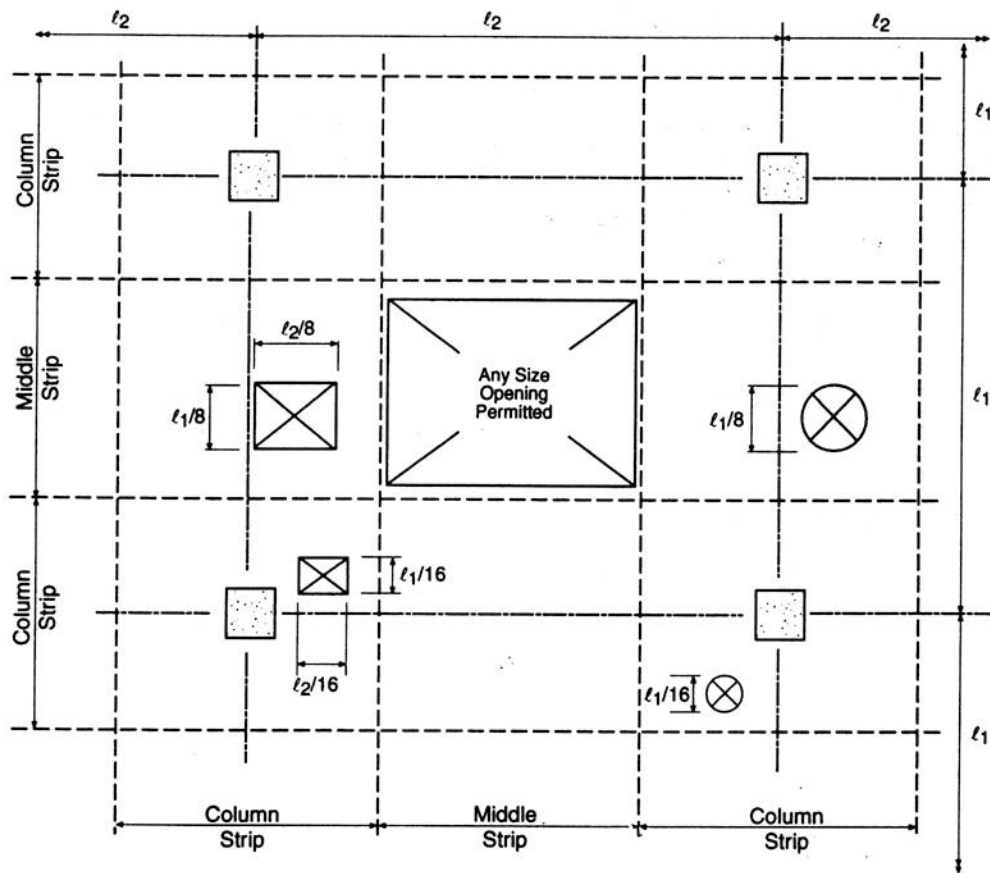 ℓ2
ℓ2
ℓ2
ℓ1
Column
Strip
ℓ2/8
Middle
Strip
ℓ1/8
Any Size
Opening
Permitted
ℓ1/8
ℓ1
Column
Strip
ℓ1/16
ℓ2/16
ℓ1/16
ℓ1
Column
Strip
Middle
Strip
Column
Strip